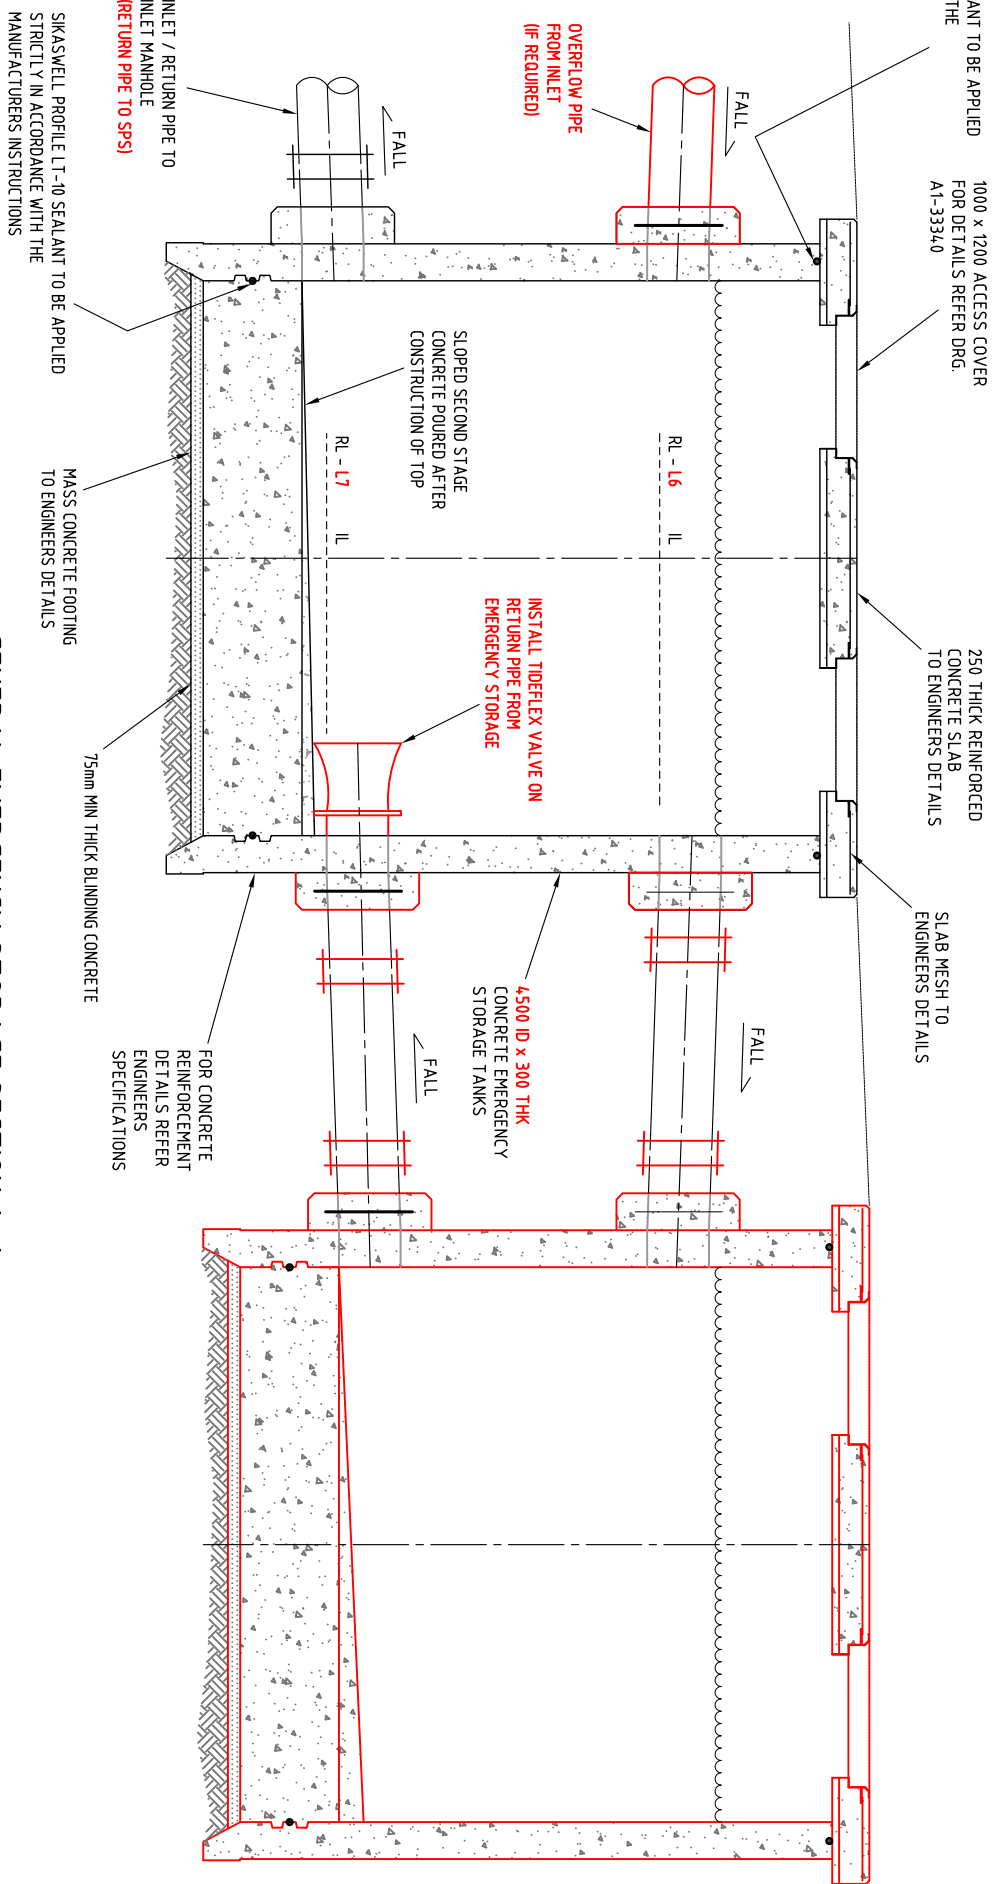 ANT TO BE APPLIED
THE
1000 x 1200 ACCESS COVER
FOR DETAILS REFER DRG.
A1-33340
250 THICK REINFORCED
CONCRETE SLAB
TO ENGINEERS DETAILS
SLAB MESH TO
ENGINEERS DETAILS
FALL
OVERFLOW PIPE
FROM INLET
(IF REQUIRED)
RL - L6 IL
FALL
INSTALL TIDEFLEX VALVE ON
RETURN PIPE FROM
EMERGENCY STORAGE
4500 ID x 300 THK
CONCRETE EMERGENCY
STORAGE TANKS
SLOPED SECOND STAGE
CONCRETE POURED AFTER
CONSTRUCTION OF TOP
RL - L7 IL
FALL
FALL
INLET / RETURN PIPE TO
INLET MANHOLE
(RETURN PIPE TO SPS)
FOR CONCRETE
REINFORCEMENT
DETAILS REFER
ENGINEERS
SPECIFICATIONS
75mm MIN THICK BLINDING CONCRETE
MASS CONCRETE FOOTING
TO ENGINEERS DETAILS
SIKASWELL PROFILE LT-10 SEALANT TO BE APPLIED
STRICTLY IN ACCORDANCE WITH THE
MANUFACTURERS INSTRUCTIONS